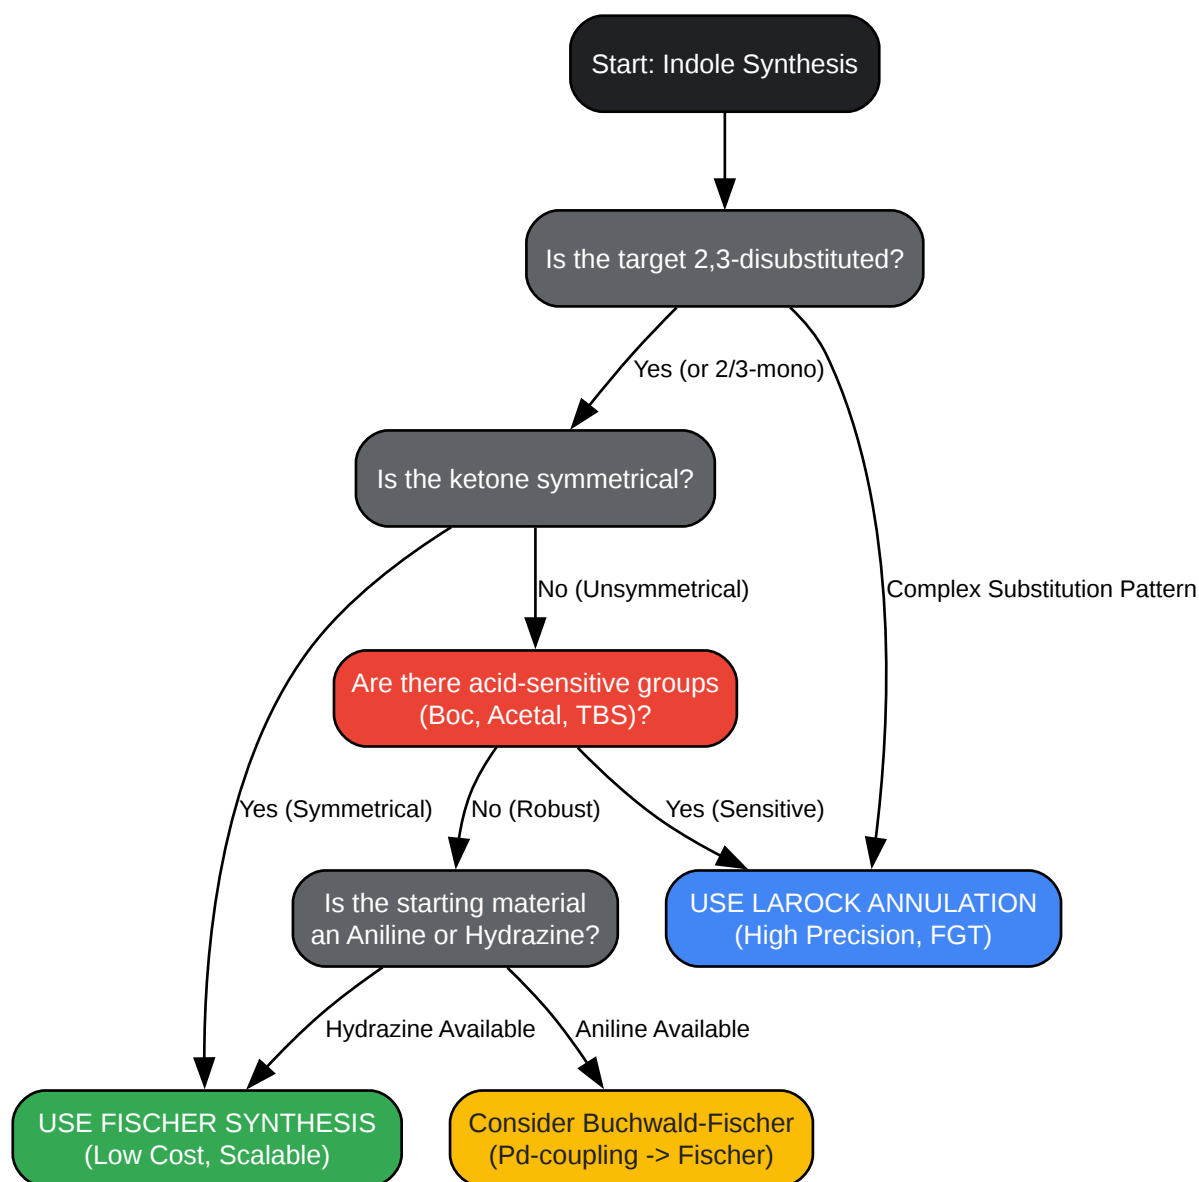 Start: Indole Synthesis
Is the target 2,3-disubstituted?
Yes (or 2/3-mono)
Is the ketone symmetrical?
No (Unsymmetrical)
Complex Substitution Pattern
Are there acid-sensitive groups
(Boc, Acetal, TBS)?
Yes (Symmetrical)
No (Robust)
Yes (Sensitive)
Is the starting material
an Aniline or Hydrazine?
USE LAROCK ANNULATION
(High Precision, FGT)
Hydrazine Available
Aniline Available
USE FISCHER SYNTHESIS
(Low Cost, Scalable)
Consider Buchwald-Fischer
(Pd-coupling -> Fischer)